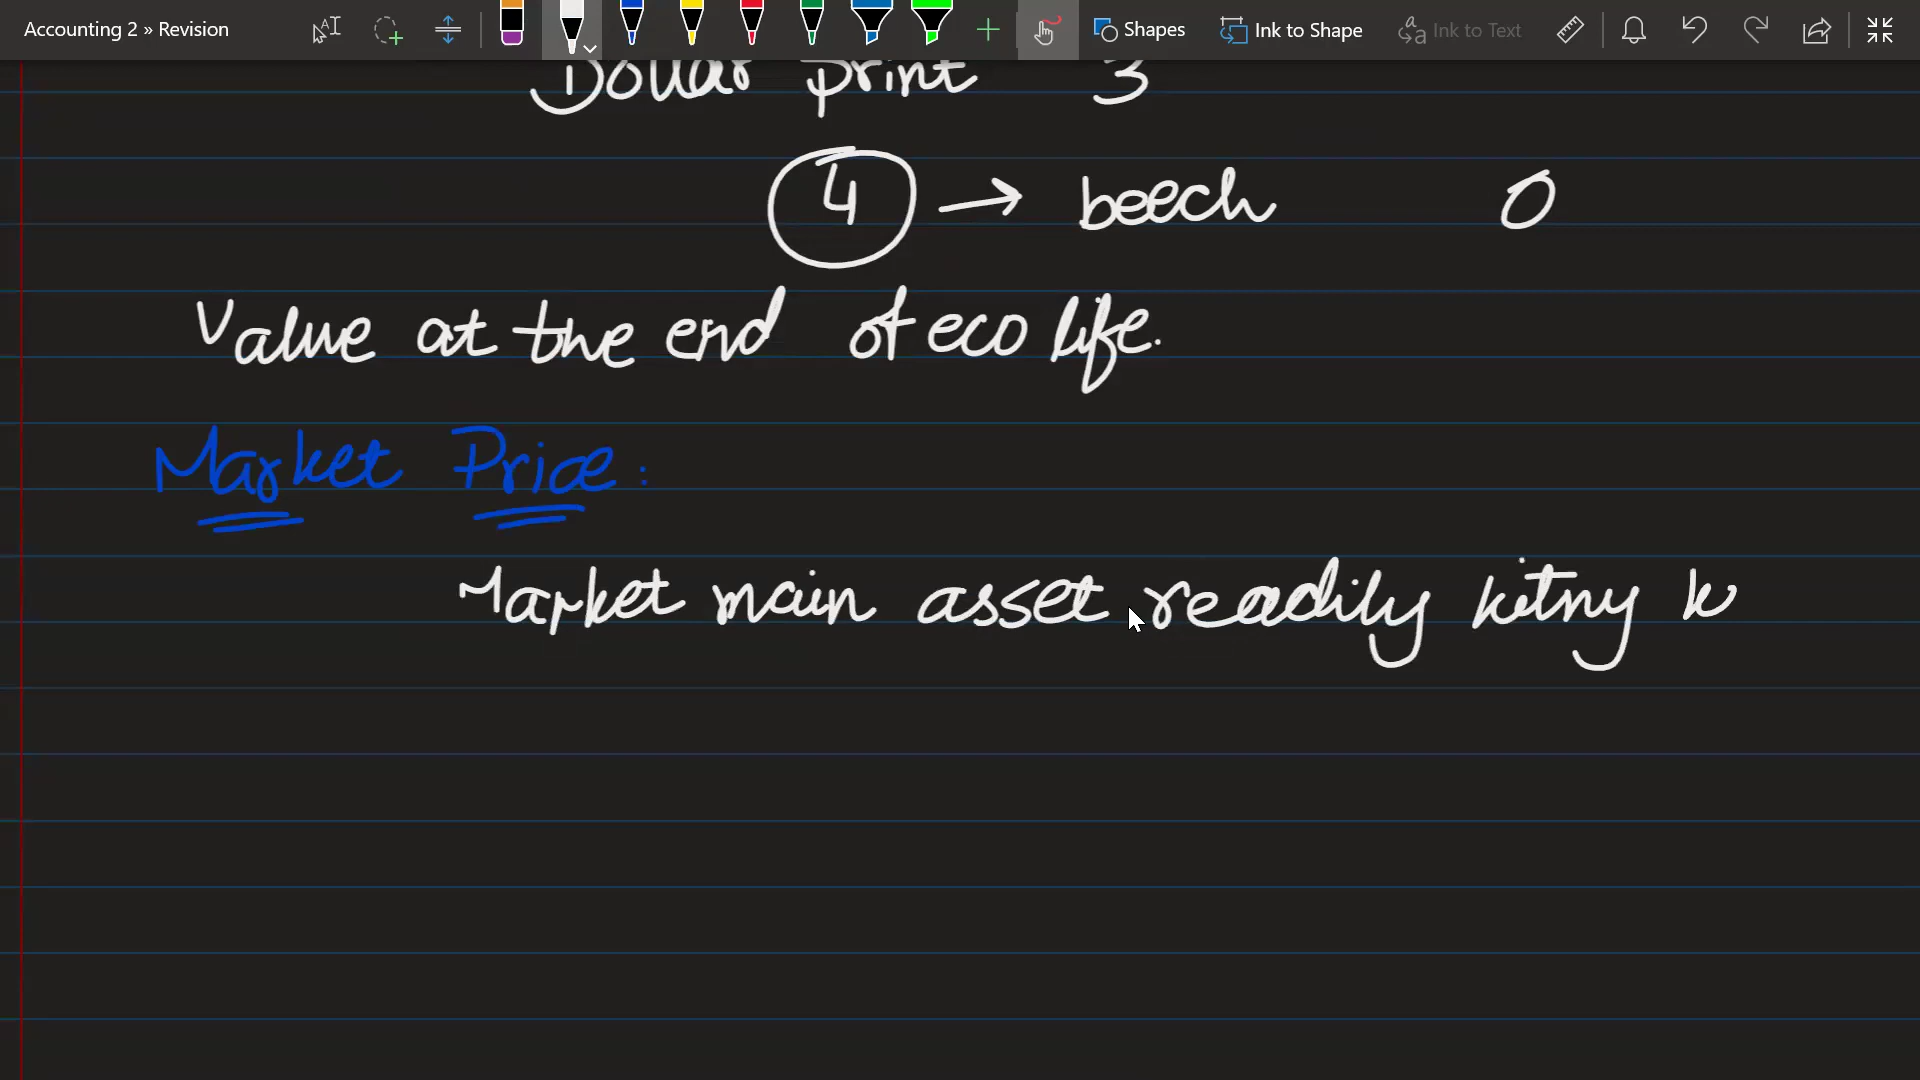 Accounting 2 » Revision
Shapes
Ink to Shape
Ink to Text
Dollar print 3
4 → beech 0
Value at the end of eco life.
Market Price:
Market main asset readily kitny k